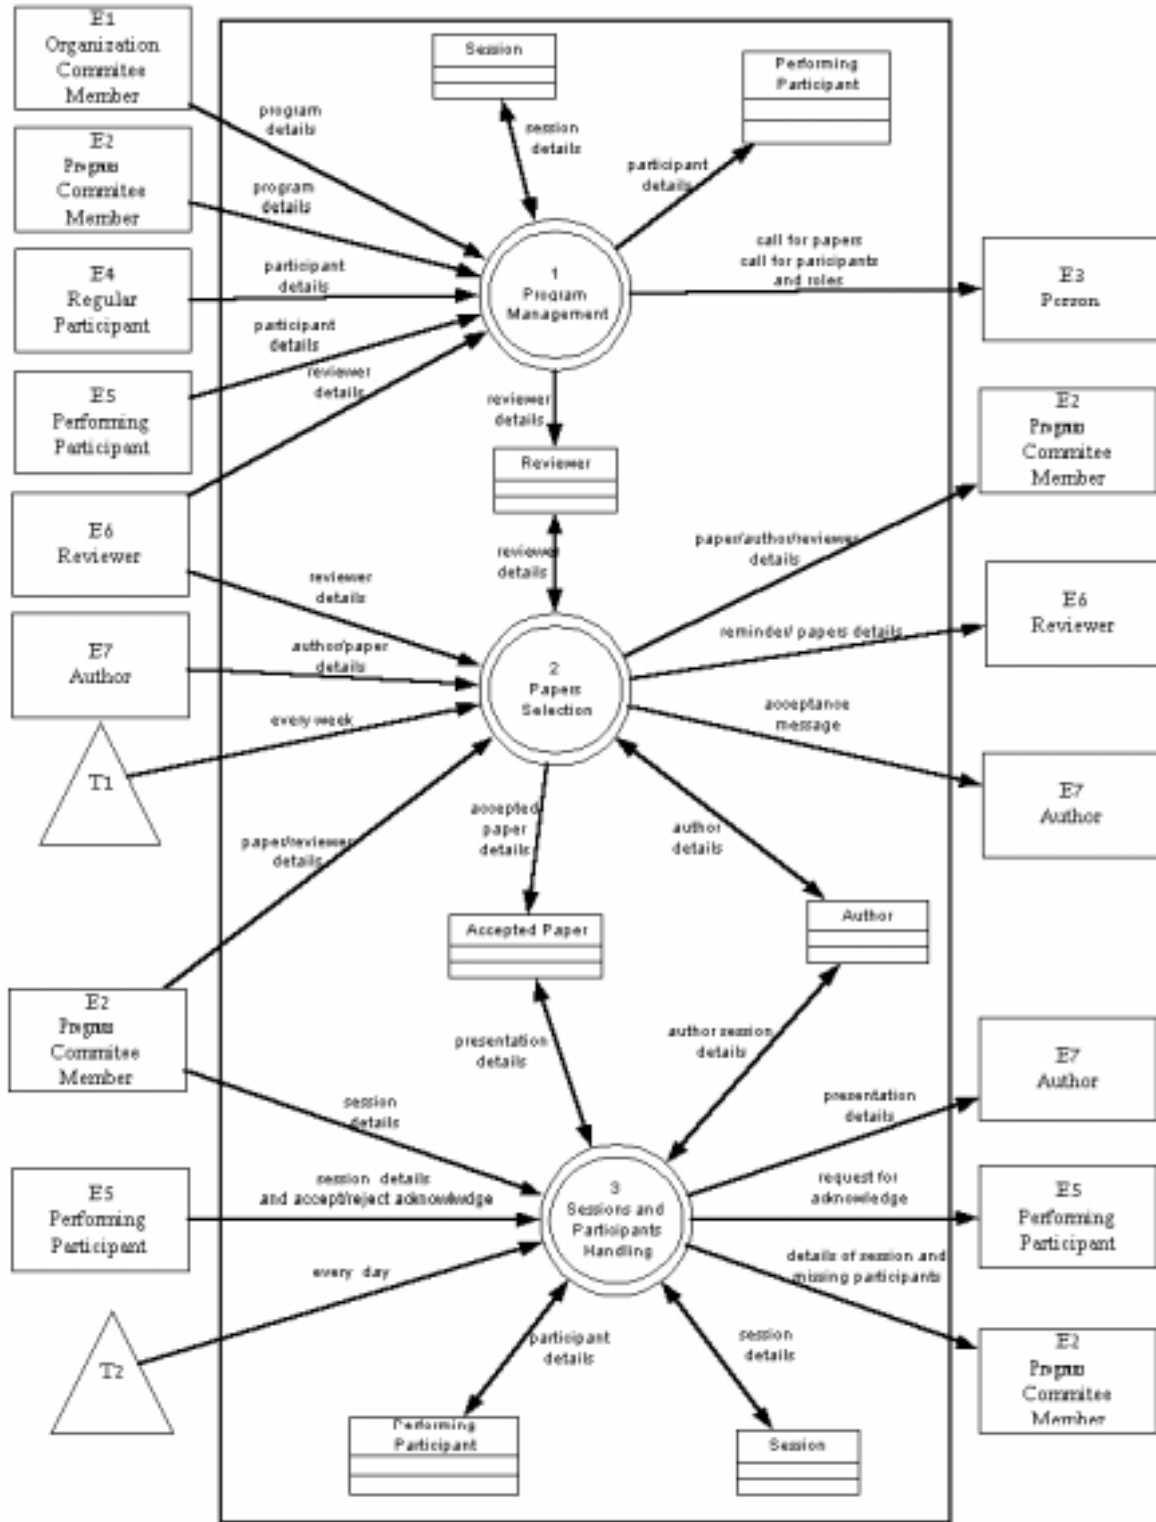 E1
Organization
Commitee
Member
E2
Program
Commitee
Member
E4
Regular
Participant
E5
Performing
Participant
E6
Reviewer
E7
Author
T1
E2
Program
Commitee
Member
E5
Performing
Participant
T2
Session
Performing
Participant
program
details
program
details
participant
details
participant
details
reviewer
details
session
details
participant
details
1
Program
Management
call for papers
call for paricipants
and roles
reviewer
details
Reviewer
reviewer
details
reviewer
details
author/paper
details
every week
2
Papers
Selection
paper/author/reviewer
details
reminder/ papers details
acceptance
message
paper/reviewer
details
accepted
paper
details
author
details
Accepted Paper
Author
presentation
details
author session
details
session
details
session details
and accept/reject acknowledge
every day
3
Sessions and
Participants
Handling
presentation
details
request for
acknowledge
details of session and
missing participants
participant
details
session
details
Performing
Participant
Session
E3
Person
E2
Program
Commitee
Member
E6
Reviewer
E7
Author
E7
Author
E5
Performing
Participant
E2
Program
Commitee
Member